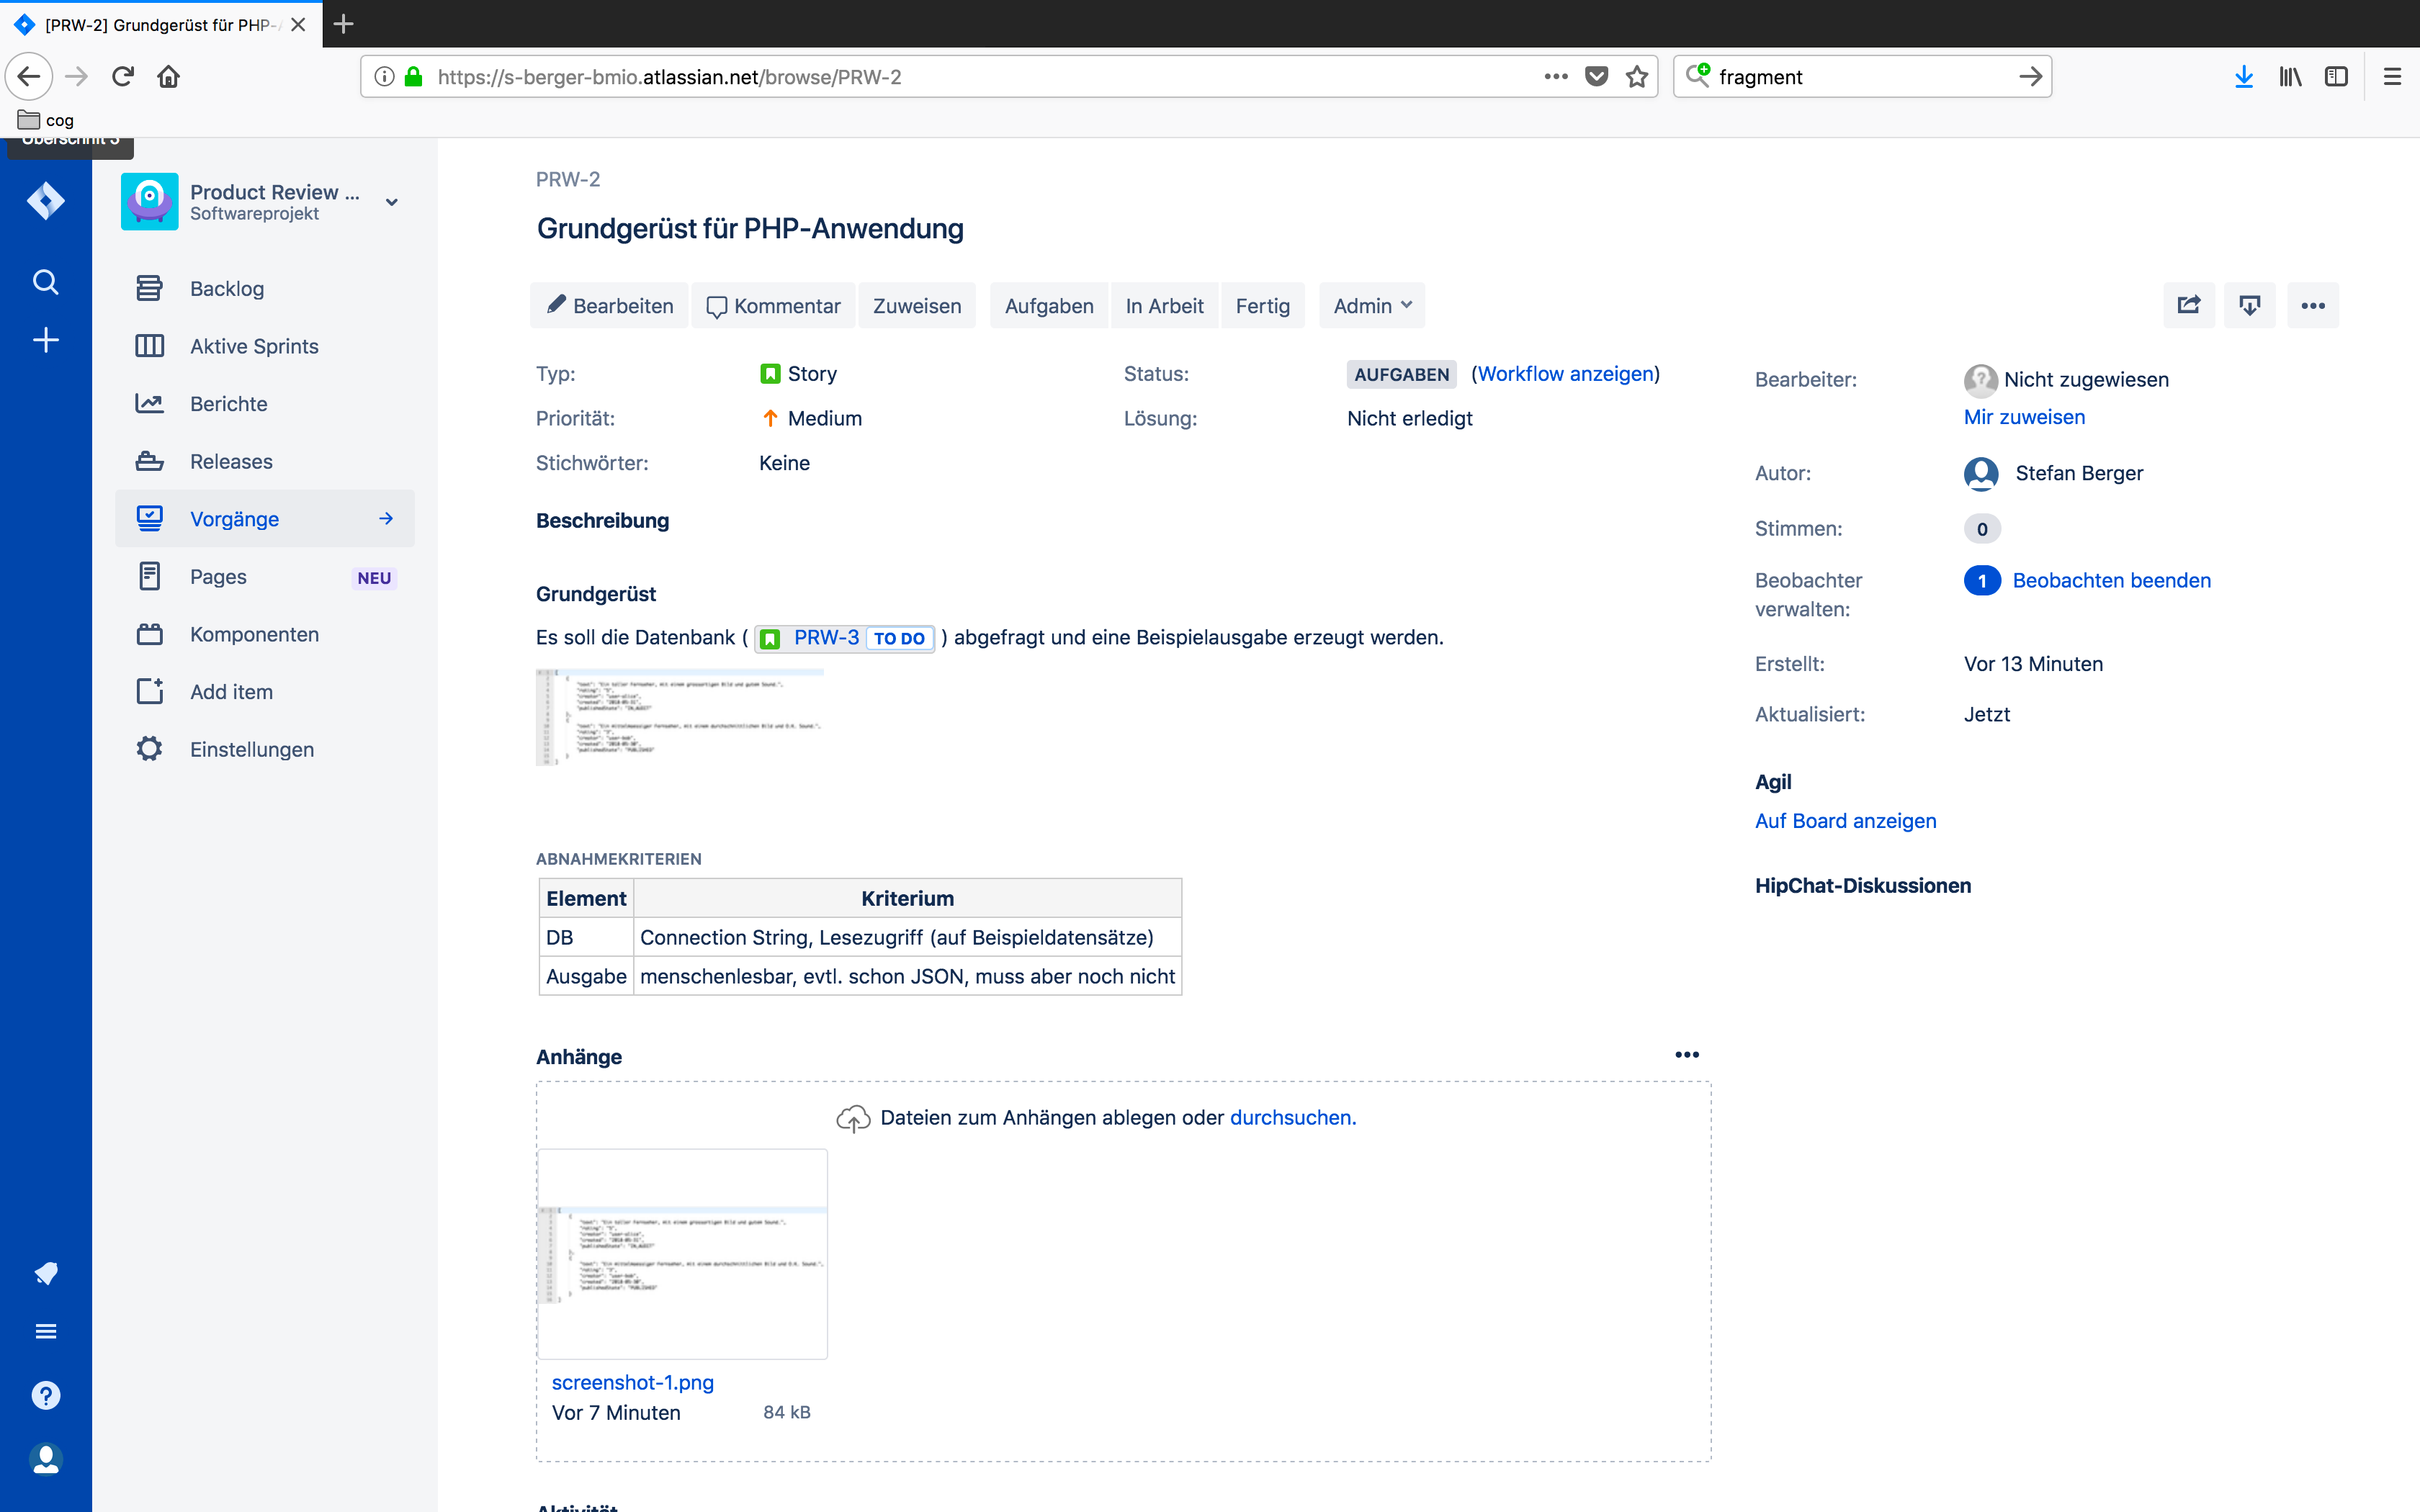 [PRW-2] Grundgerüst für PHP-
https://s-berger-bmio.atlassian.net/browse/PRW-2
fragment
cog
Product Review ...
Softwareprojekt
Backlog
Aktive Sprints
Berichte
Releases
Vorgänge
Pages NEU
Komponenten
Add item
Einstellungen
PRW-2
Grundgerüst für PHP-Anwendung
Bearbeiten Kommentar Zuweisen Aufgaben In Arbeit Fertig Admin
Typ: Story Status: AUFGABEN (Workflow anzeigen)
Priorität: Medium Lösung: Nicht erledigt
Stichwörter: Keine
Beschreibung
Grundgerüst
Es soll die Datenbank ( PRW-3 TO DO ) abgefragt und eine Beispielausgabe erzeugt werden.
ABNAHMEKRITERIEN
Element Kriterium
DB Connection String, Lesezugriff (auf Beispieldatensätze)
Ausgabe menschenlesbar, evtl. schon JSON, muss aber noch nicht
Anhänge
Dateien zum Anhängen ablegen oder durchsuchen.
screenshot-1.png
Vor 7 Minuten 84 kB
Aktivität
Bearbeiter: Nicht zugewiesen
Mir zuweisen
Autor: Stefan Berger
Stimmen: 0
Beobachter verwalten: 1 Beobachten beenden
Erstellt: Vor 13 Minuten
Aktualisiert: Jetzt
Agil
Auf Board anzeigen
HipChat-Diskussionen